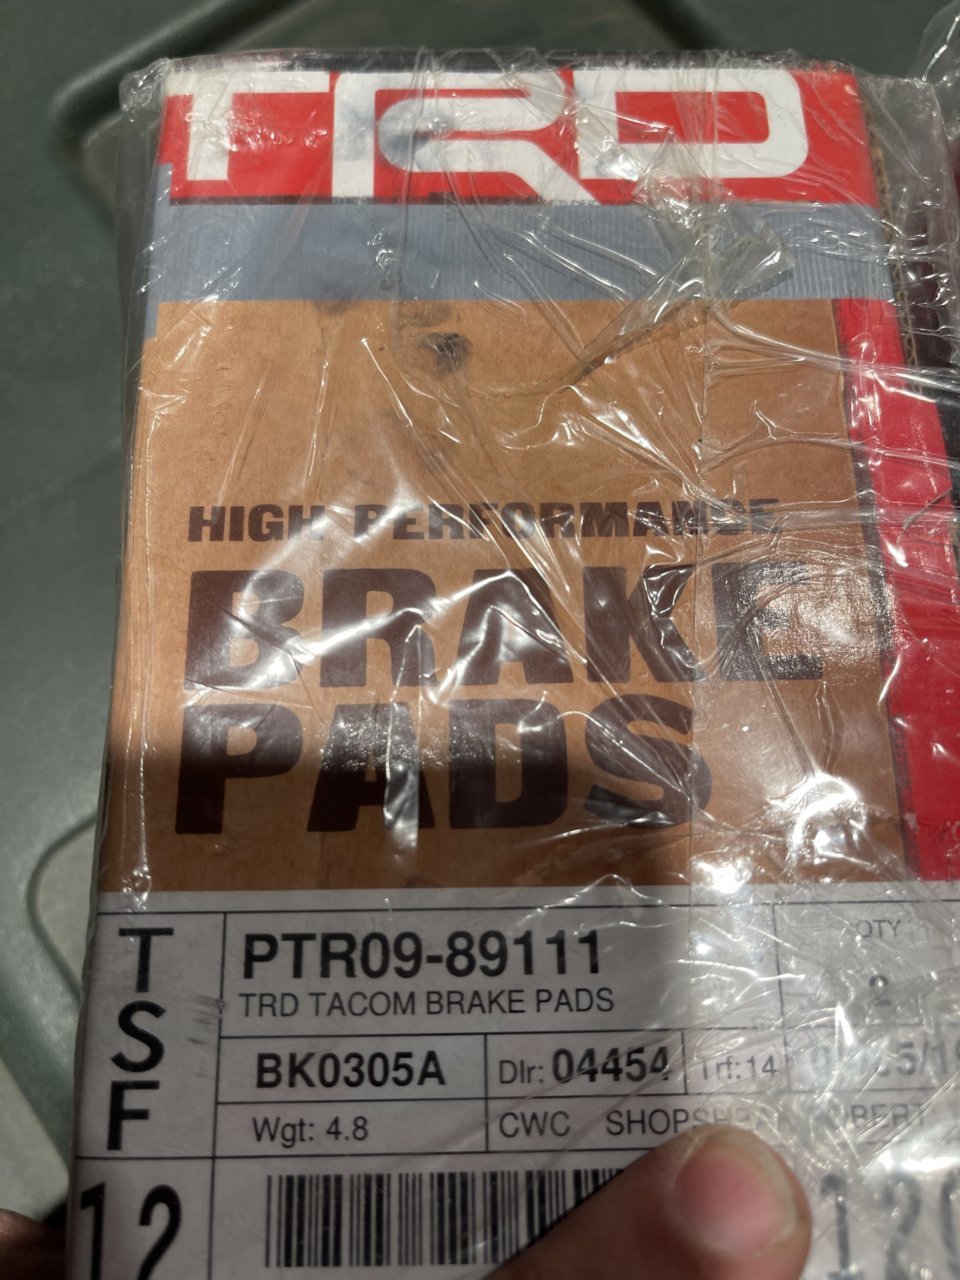 TRD
HIGH PERFORMANCE
BRAKE
PADS
TSF
PTR09-89111
QTY
TRD TACOM BRAKE PADS
2
BK0305A
Dlr: 04454
Trf:14
Wgt: 4.8
CWC
12